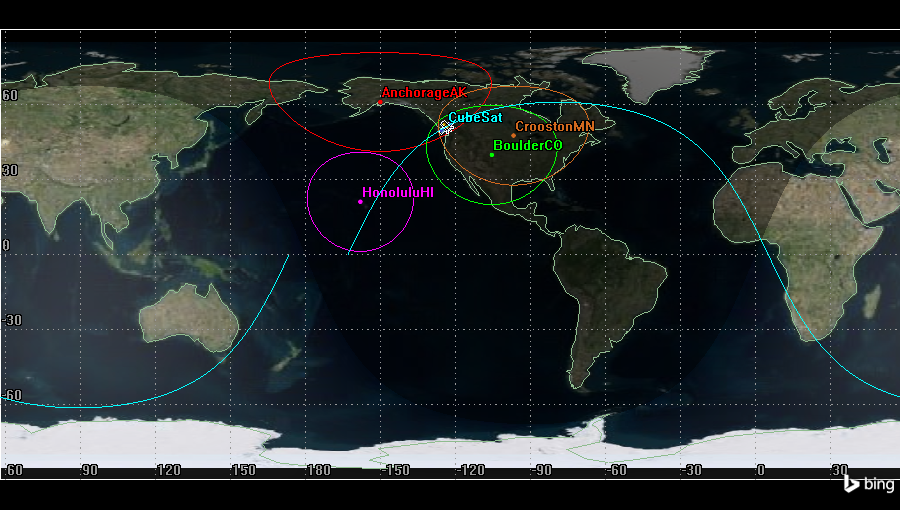 60
AnchorageAK
CubeSat
CrookstonMN
BoulderCO
30
HonoluluHI
0
-30
-60
60 90 120 150 180 -150 -120 -90 -60 -30 0 30
bing